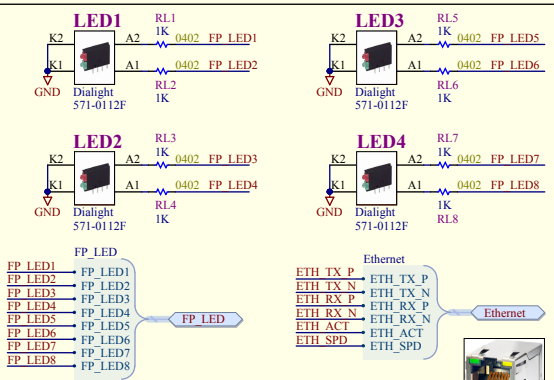 LED1
RL1
1K
K2
A2
0402
FP_LED1
K1
A1
0402
FP_LED2
GND
RL2
1K
Dialight
571-0112F
LED3
RL5
1K
K2
A2
0402
FP_LED5
K1
A1
0402
FP_LED6
GND
RL6
1K
Dialight
571-0112F
LED2
RL3
1K
K2
A2
0402
FP_LED3
K1
A1
0402
FP_LED4
GND
RL4
1K
Dialight
571-0112F
LED4
RL7
1K
K2
A2
0402
FP_LED7
K1
A1
0402
FP_LED8
GND
1K
RL8
Dialight
571-0112F
FP_LED
FP_LED1 FP_LED1
FP_LED2 FP_LED2
FP_LED3 FP_LED3
FP_LED4 FP_LED4
FP_LED5 FP_LED5
FP_LED6 FP_LED6
FP_LED7 FP_LED7
FP_LED8 FP_LED8
FP_LED
Ethernet
ETH_TX_P ETH_TX_P
ETH_TX_N ETH_TX_N
ETH_RX_P ETH_RX_P
ETH_RX_N ETH_RX_N
ETH_ACT ETH_ACT
ETH_SPD ETH_SPD
Ethernet